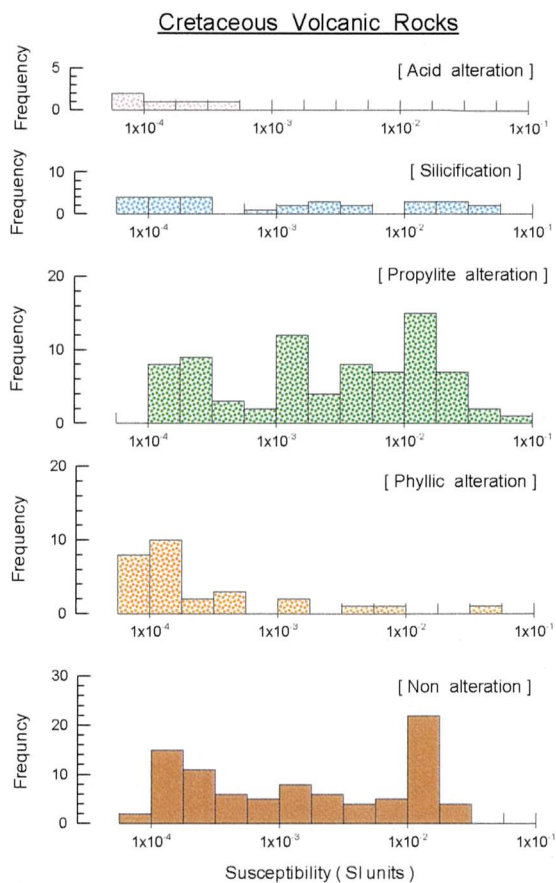 Cretaceous Volcanic Rocks
[ Acid alteration ]
Frequency
5
0
1x10⁻⁴ 1x10⁻³ 1x10⁻² 1x10⁻¹
[ Silicification ]
Frequency
10
0
1x10⁻⁴ 1x10⁻³ 1x10⁻² 1x10⁻¹
[ Propylite alteration ]
Frequency
20
10
0
1x10⁻⁴ 1x10⁻³ 1x10⁻² 1x10⁻¹
[ Phyllic alteration ]
Frequency
20
10
0
1x10⁻⁴ 1x10⁻³ 1x10⁻² 1x10⁻¹
[ Non alteration ]
Frequncy
30
20
10
0
1x10⁻⁴ 1x10⁻³ 1x10⁻² 1x10⁻¹
Susceptibility ( SI units )